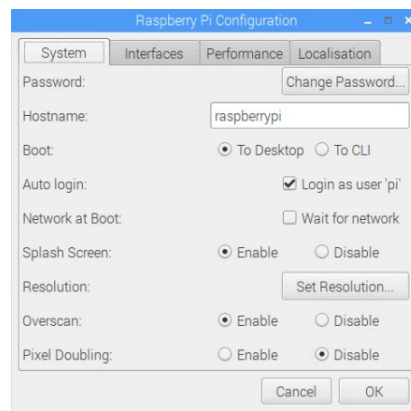 Raspberry Pi Configuration
System Interfaces Performance Localisation
Password: Change Password...
Hostname: raspberrypi
Boot: To Desktop To CLI
Auto login: Login as user 'pi'
Network at Boot: Wait for network
Splash Screen: Enable Disable
Resolution: Set Resolution...
Overscan: Enable Disable
Pixel Doubling: Enable Disable
Cancel OK